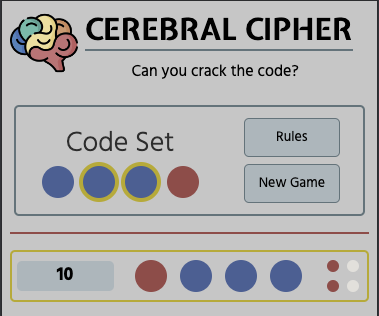 CEREBRAL CIPHER
Can you crack the code?
Code Set
Rules
New Game
10